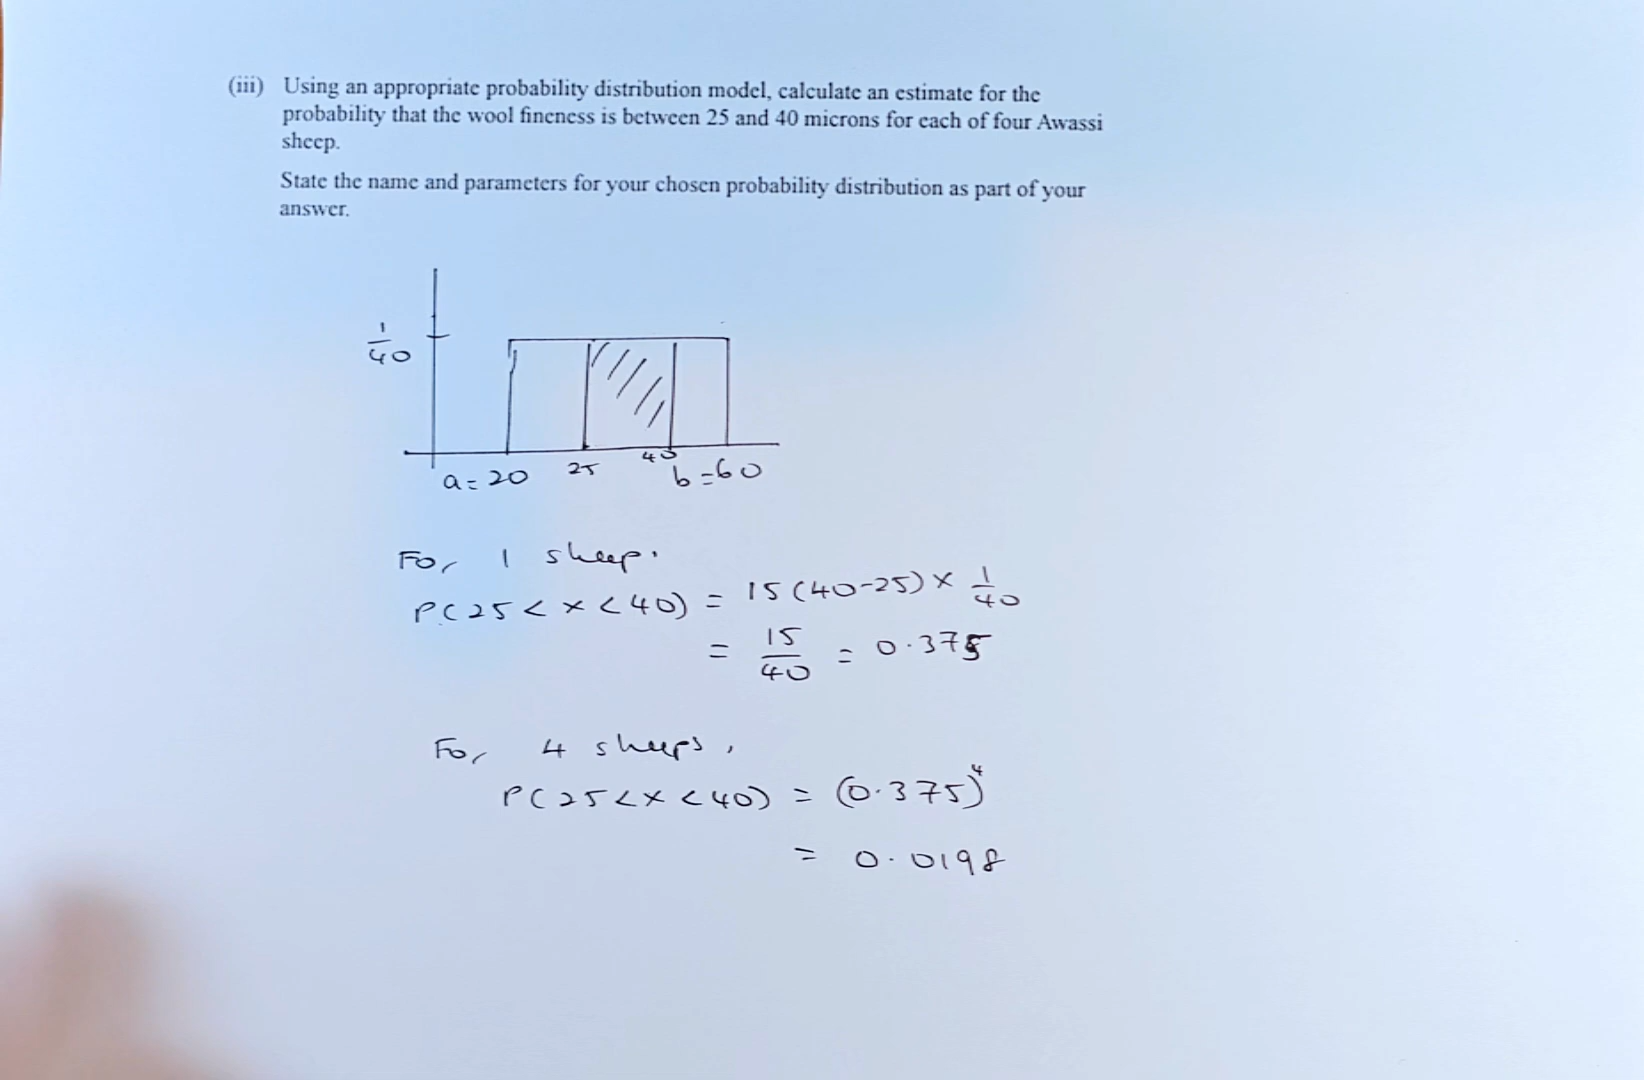 (iii) Using an appropriate probability distribution model, calculate an estimate for the
probability that the wool fineness is between 25 and 40 microns for each of four Awassi
sheep.
State the name and parameters for your chosen probability distribution as part of your
answer.
1/40
a = 20 25 40 b = 60
For 1 sheep.
P(25 < x < 40) = 15 (40-25) × 1/40
= 15/40 = 0.375
For 4 sheeps,
P(25 < x < 40) = (0.375)⁴
= 0.0198